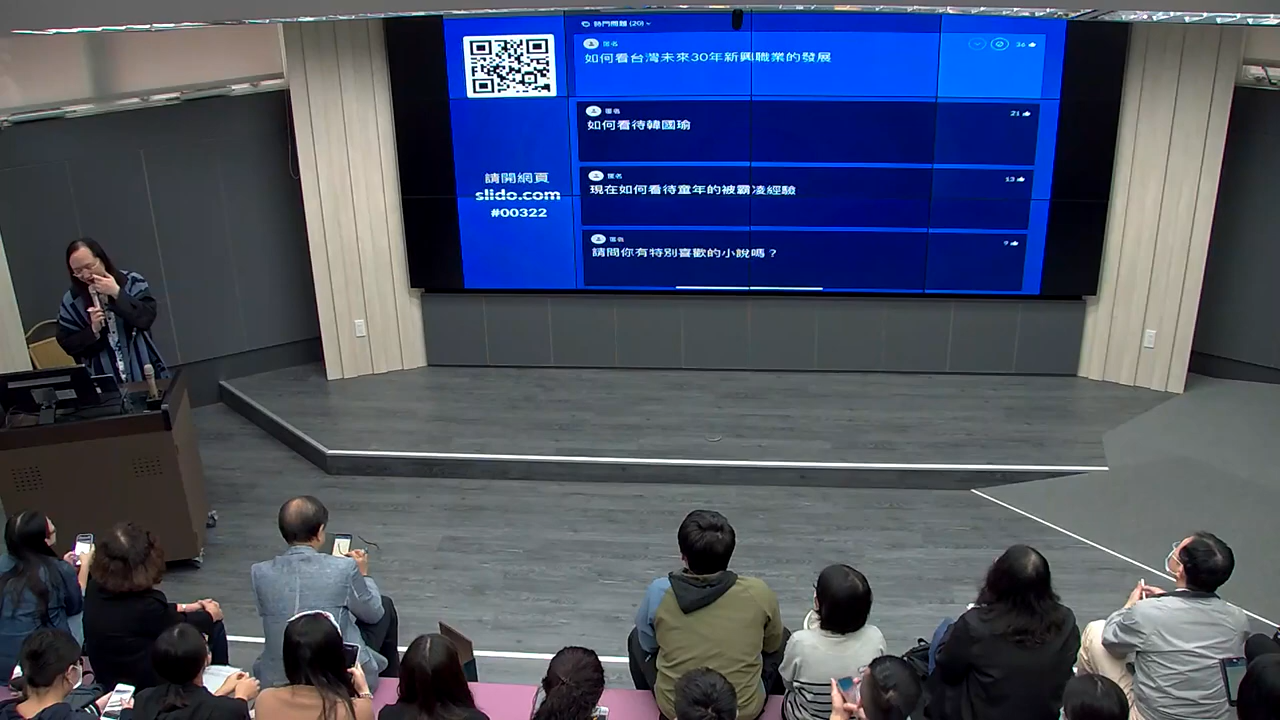 熱門問題 (20)
匿名
36
如何看台灣未來30年新興職業的發展
匿名
21
如何看待韓國瑜
匿名
13
現在如何看待童年的被霸凌經驗
匿名
9
請問你有特別喜歡的小說嗎？
請開網頁
slido.com
#00322